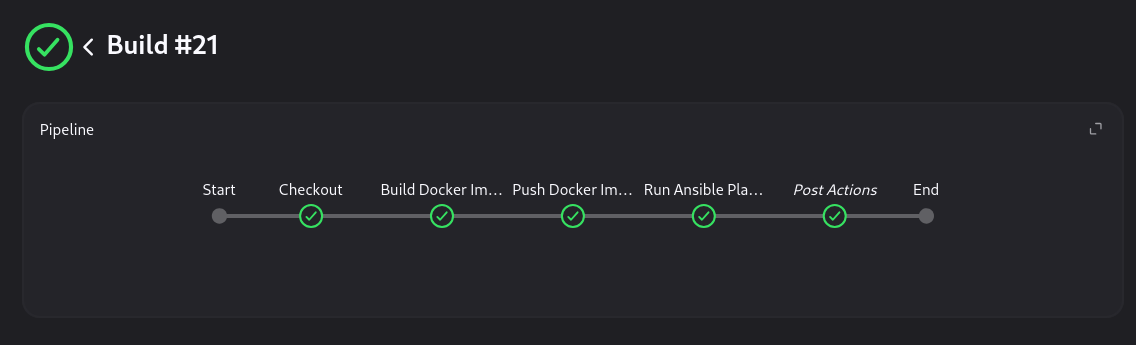 Build #21
Pipeline
Start Checkout Build Docker Im... Push Docker Im... Run Ansible Pla... Post Actions End